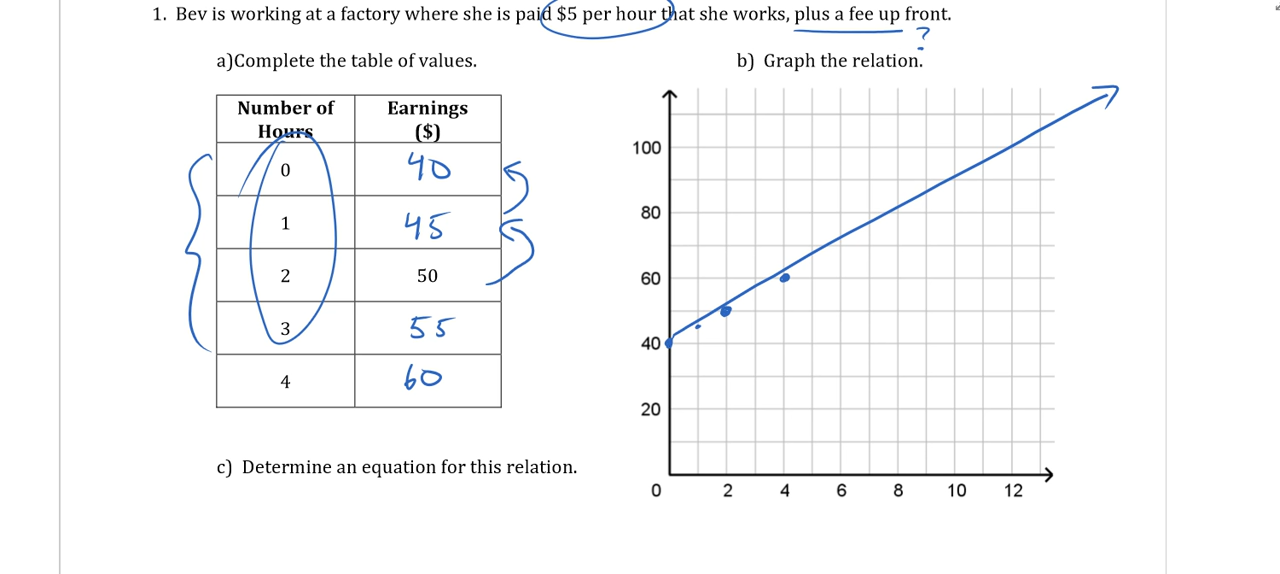 1. Bev is working at a factory where she is paid $5 per hour that she works, plus a fee up front.
?
a)Complete the table of values.
b) Graph the relation.
Number of Hours Earnings ($)
0 40
1 45
2 50
3 55
4 60
c) Determine an equation for this relation.
100
80
60
40
20
0 2 4 6 8 10 12